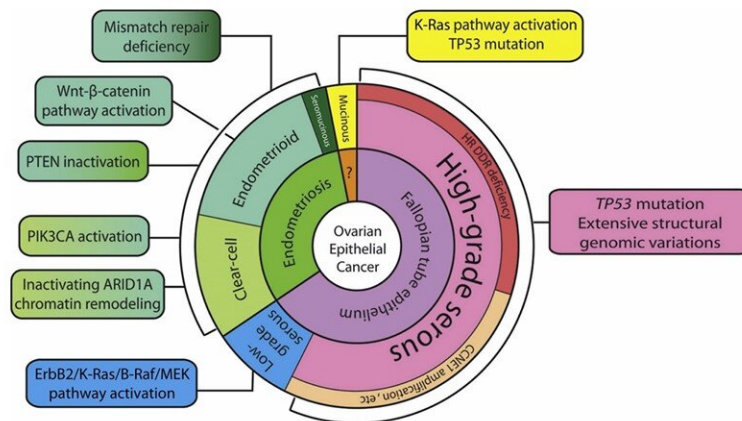 Mismatch repair
deficiency
K-Ras pathway activation
TP53 mutation
Wnt-β-catenin
pathway activation
PTEN inactivation
PIK3CA activation
Inactivating ARID1A
chromatin remodeling
ErbB2/K-Ras/B-Raf/MEK
pathway activation
TP53 mutation
Extensive structural
genomic variations
Seromucinous
Mucinous
Endometrioid
Clear-cell
Low-
grade
serous
High-grade serous
HR DDR deficiency
CCNE1 amplification, etc
Endometriosis
?
Fallopian tube epithelium
Ovarian
Epithelial
Cancer